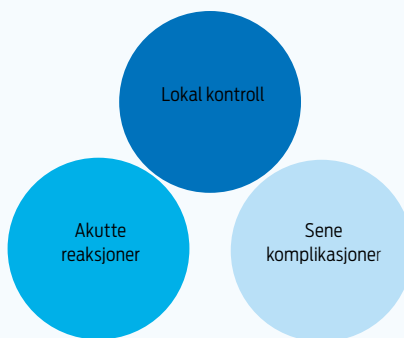 Lokal kontroll
Akutte
reaksjoner
Sene
komplikasjoner